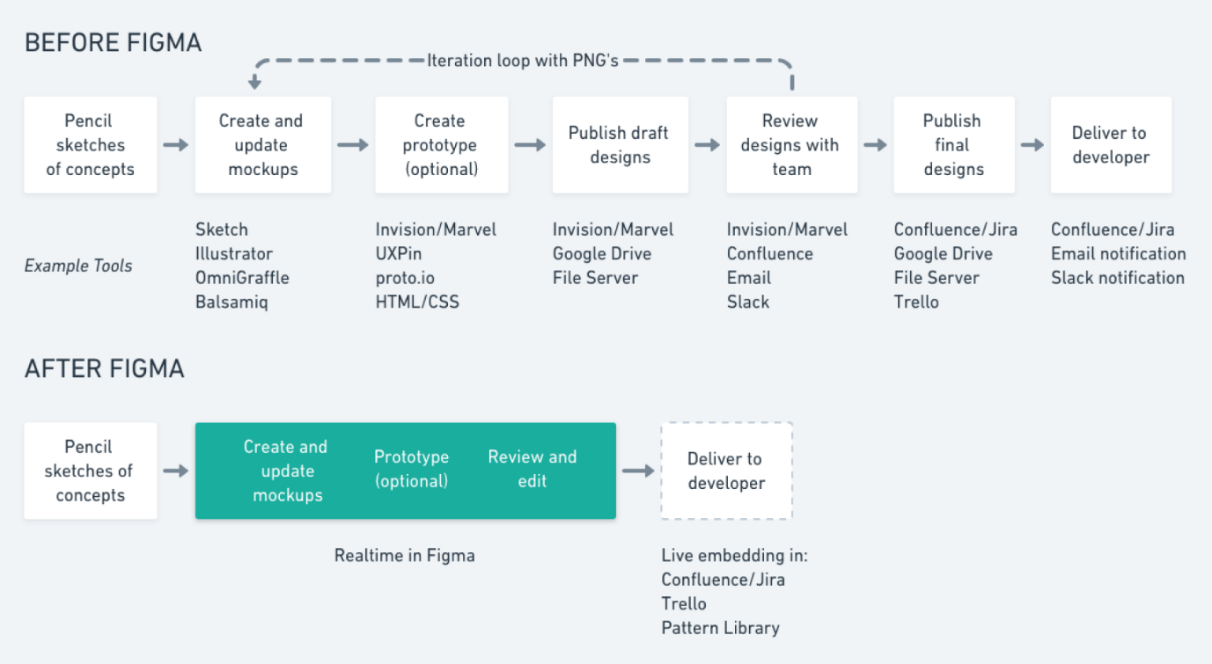 BEFORE FIGMA
Iteration loop with PNG's
Pencil
sketches
of concepts
Create and
update
mockups
Create
prototype
(optional)
Publish draft
designs
Review
designs with
team
Publish
final
designs
Deliver to
developer
Example Tools
Sketch
Illustrator
OmniGraffle
Balsamiq
Invision/Marvel
UXPin
proto.io
HTML/CSS
Invision/Marvel
Google Drive
File Server
Invision/Marvel
Confluence
Email
Slack
Confluence/Jira
Google Drive
File Server
Trello
Confluence/Jira
Email notification
Slack notification
AFTER FIGMA
Pencil
sketches of
concepts
Create and
update
mockups
Prototype
(optional)
Review and
edit
Deliver to
developer
Realtime in Figma
Live embedding in:
Confluence/Jira
Trello
Pattern Library